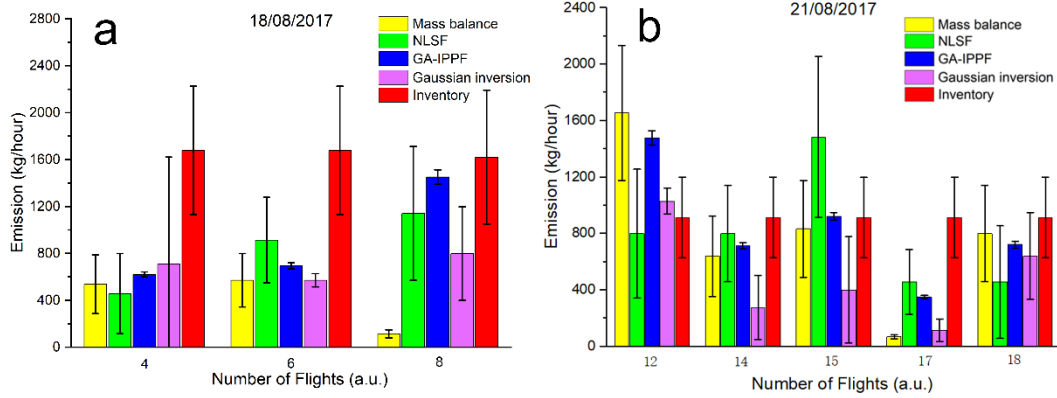 a
18/08/2017
Mass balance
NLSF
GA-IPPF
Gaussian inversion
Inventory
Emission (kg/hour)
2800
2400
2000
1600
1200
800
400
0
4 6 8
Number of Flights (a.u.)
b
21/08/2017
Mass balance
NLSF
GA-IPPF
Gaussian inversion
Inventory
Emission (kg/hour)
2400
2000
1600
1200
800
400
0
12 14 15 17 18
Number of Flights (a.u.)